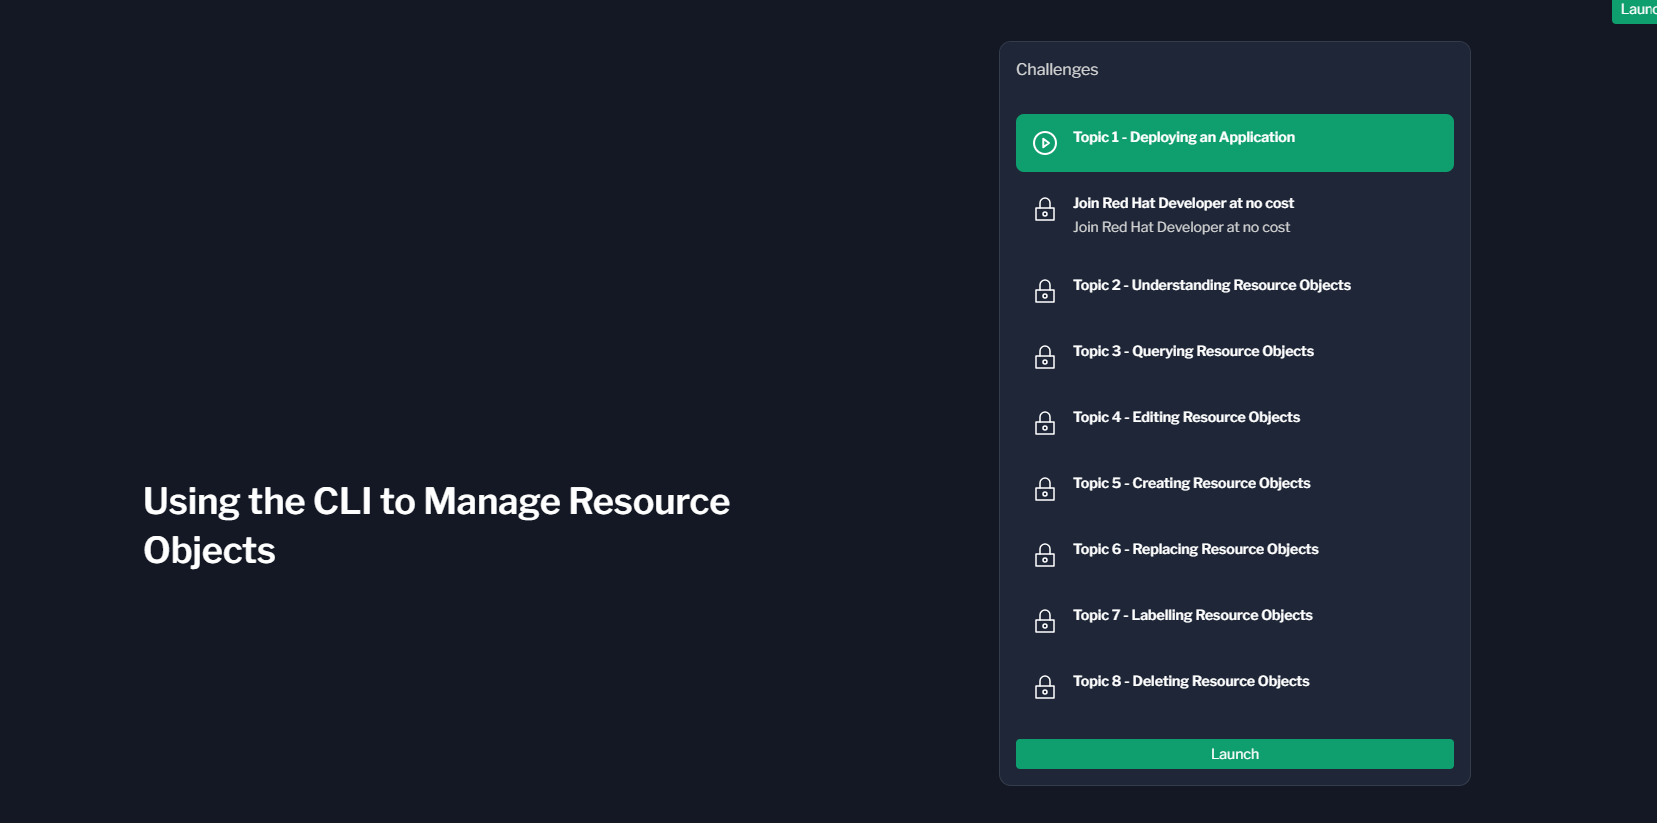 Challenges
Topic 1 - Deploying an Application
Join Red Hat Developer at no cost
Join Red Hat Developer at no cost
Topic 2 - Understanding Resource Objects
Topic 3 - Querying Resource Objects
Topic 4 - Editing Resource Objects
Using the CLI to Manage Resource
Objects
Topic 5 - Creating Resource Objects
Topic 6 - Replacing Resource Objects
Topic 7 - Labelling Resource Objects
Topic 8 - Deleting Resource Objects
Launch